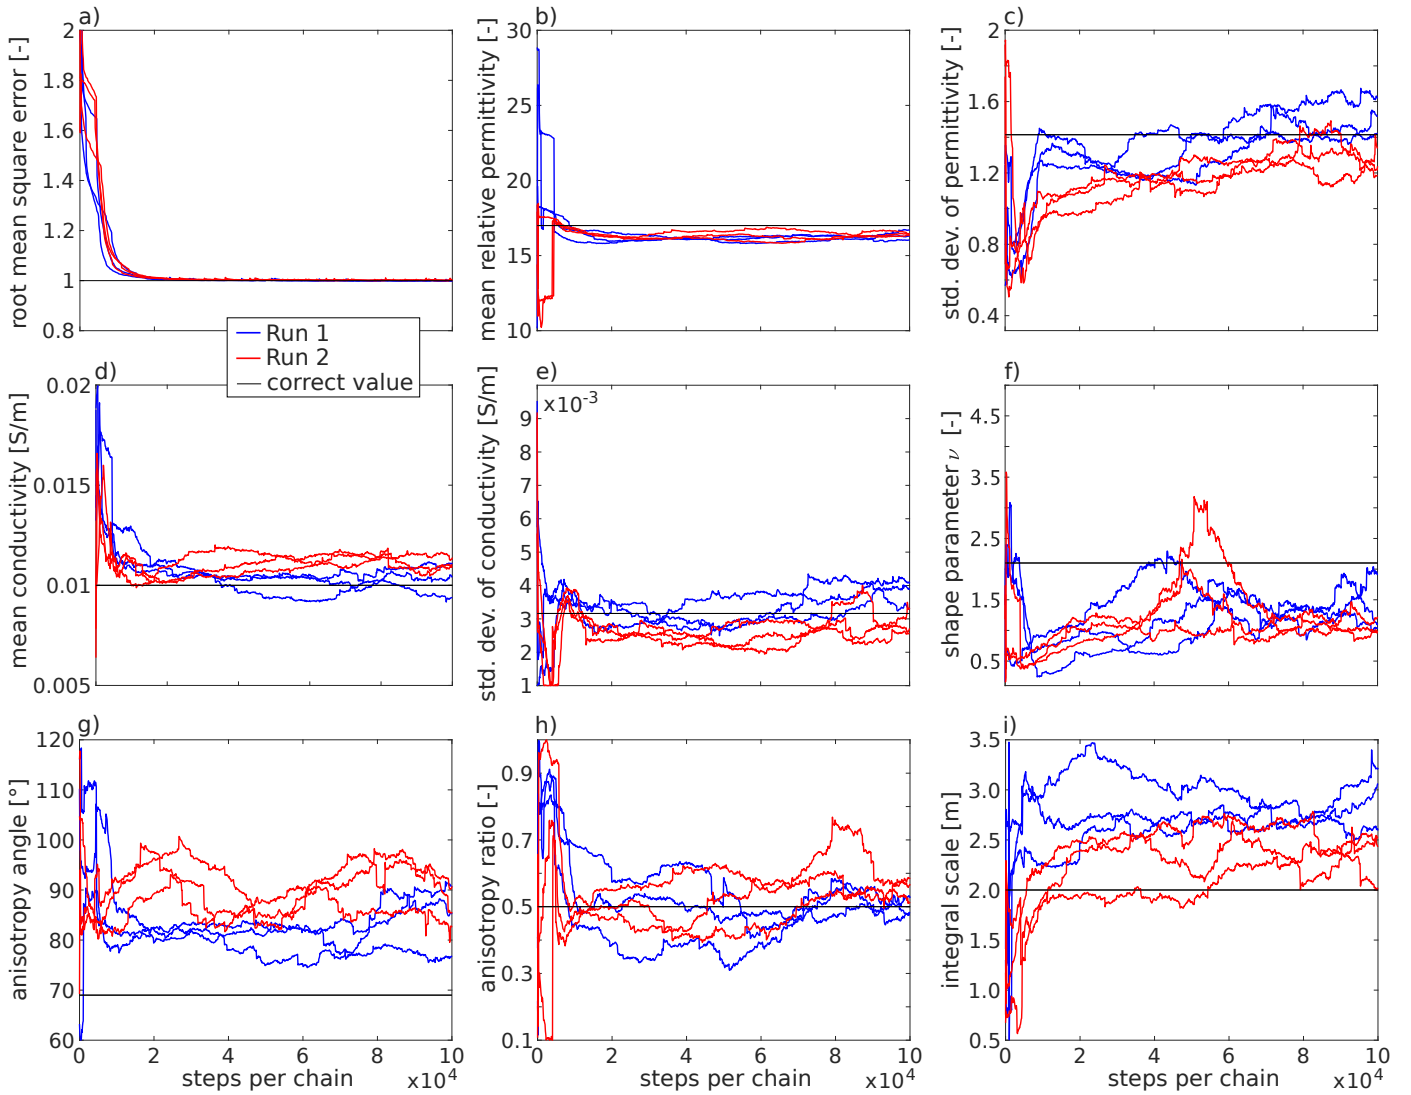 a)
root mean square error [-]
2
1.8
1.6
1.4
1.2
1
0.8
b)
mean relative permittivity [-]
30
25
20
15
10
c)
std. dev. of permittivity [-]
2
1.6
1.2
0.8
0.4
Run 1
Run 2
correct value
d)
mean conductivity [S/m]
0.02
0.015
0.01
0.005
e)
std. dev. of conductivity [S/m]
x10-3
9
8
7
6
5
4
3
2
1
f)
shape parameter ν [-]
4.5
3.5
2.5
1.5
0.5
g)
anisotropy angle [°]
120
110
100
90
80
70
60
0 2 4 6 8 10
steps per chain x10^4
h)
anisotropy ratio [-]
0.9
0.7
0.5
0.3
0.1
0 2 4 6 8 10
steps per chain x10^4
i)
integral scale [m]
3.5
3.0
2.5
2.0
1.5
1.0
0.5
0 2 4 6 8 10
steps per chain x10^4